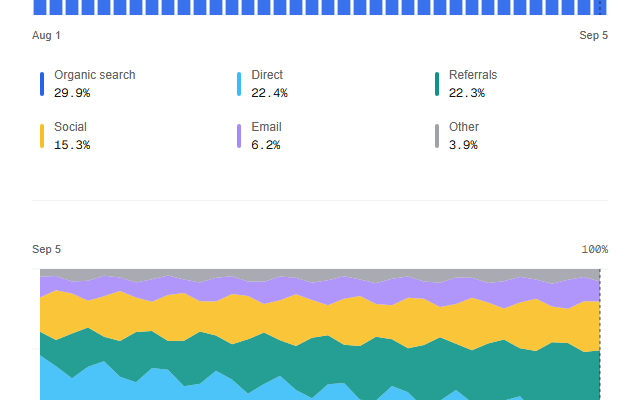 Aug 1 Sep 5
Organic search Direct Referrals
29.9% 22.4% 22.3%
Social Email Other
15.3% 6.2% 3.9%
Sep 5 100%